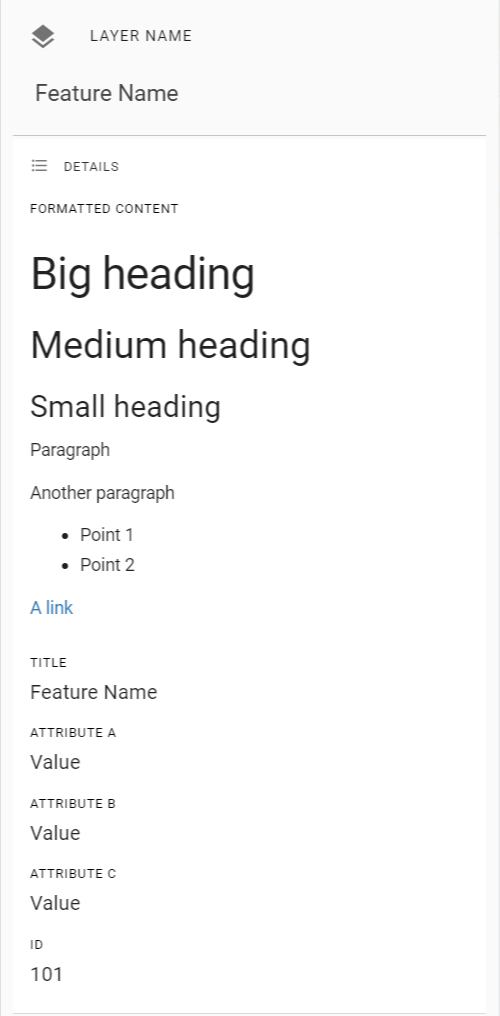 LAYER NAME
Feature Name
DETAILS
FORMATTED CONTENT
Big heading
Medium heading
Small heading
Paragraph
Another paragraph
• Point 1
• Point 2
A link
TITLE
Feature Name
ATTRIBUTE A
Value
ATTRIBUTE B
Value
ATTRIBUTE C
Value
ID
101